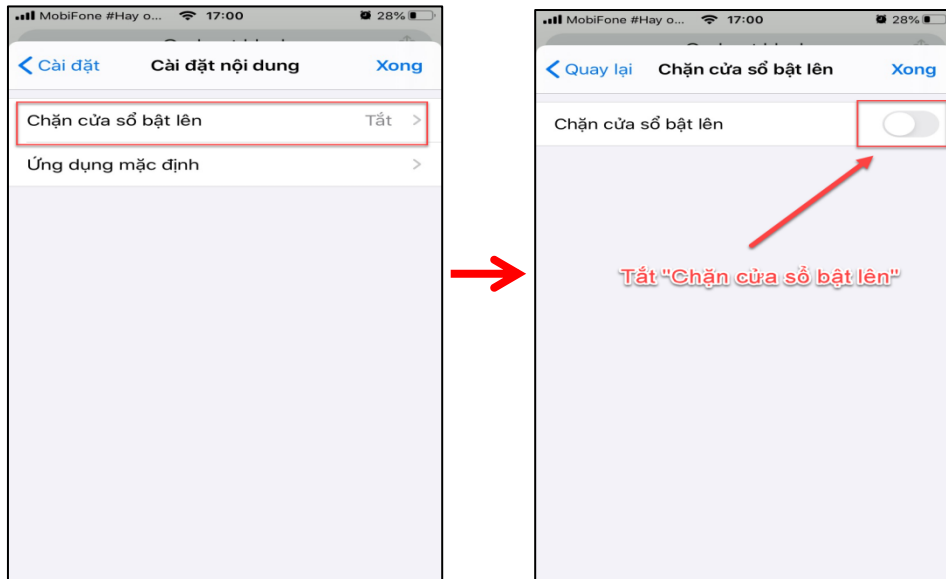 MobiFone #Hay o... 17:00 28%
Cài đặt Cài đặt nội dung Xong
Chặn cửa sổ bật lên Tắt >
Ứng dụng mặc định >
MobiFone #Hay o... 17:00 28%
Quay lại Chặn cửa sổ bật lên Xong
Chặn cửa sổ bật lên
Tắt "Chặn cửa sổ bật lên"